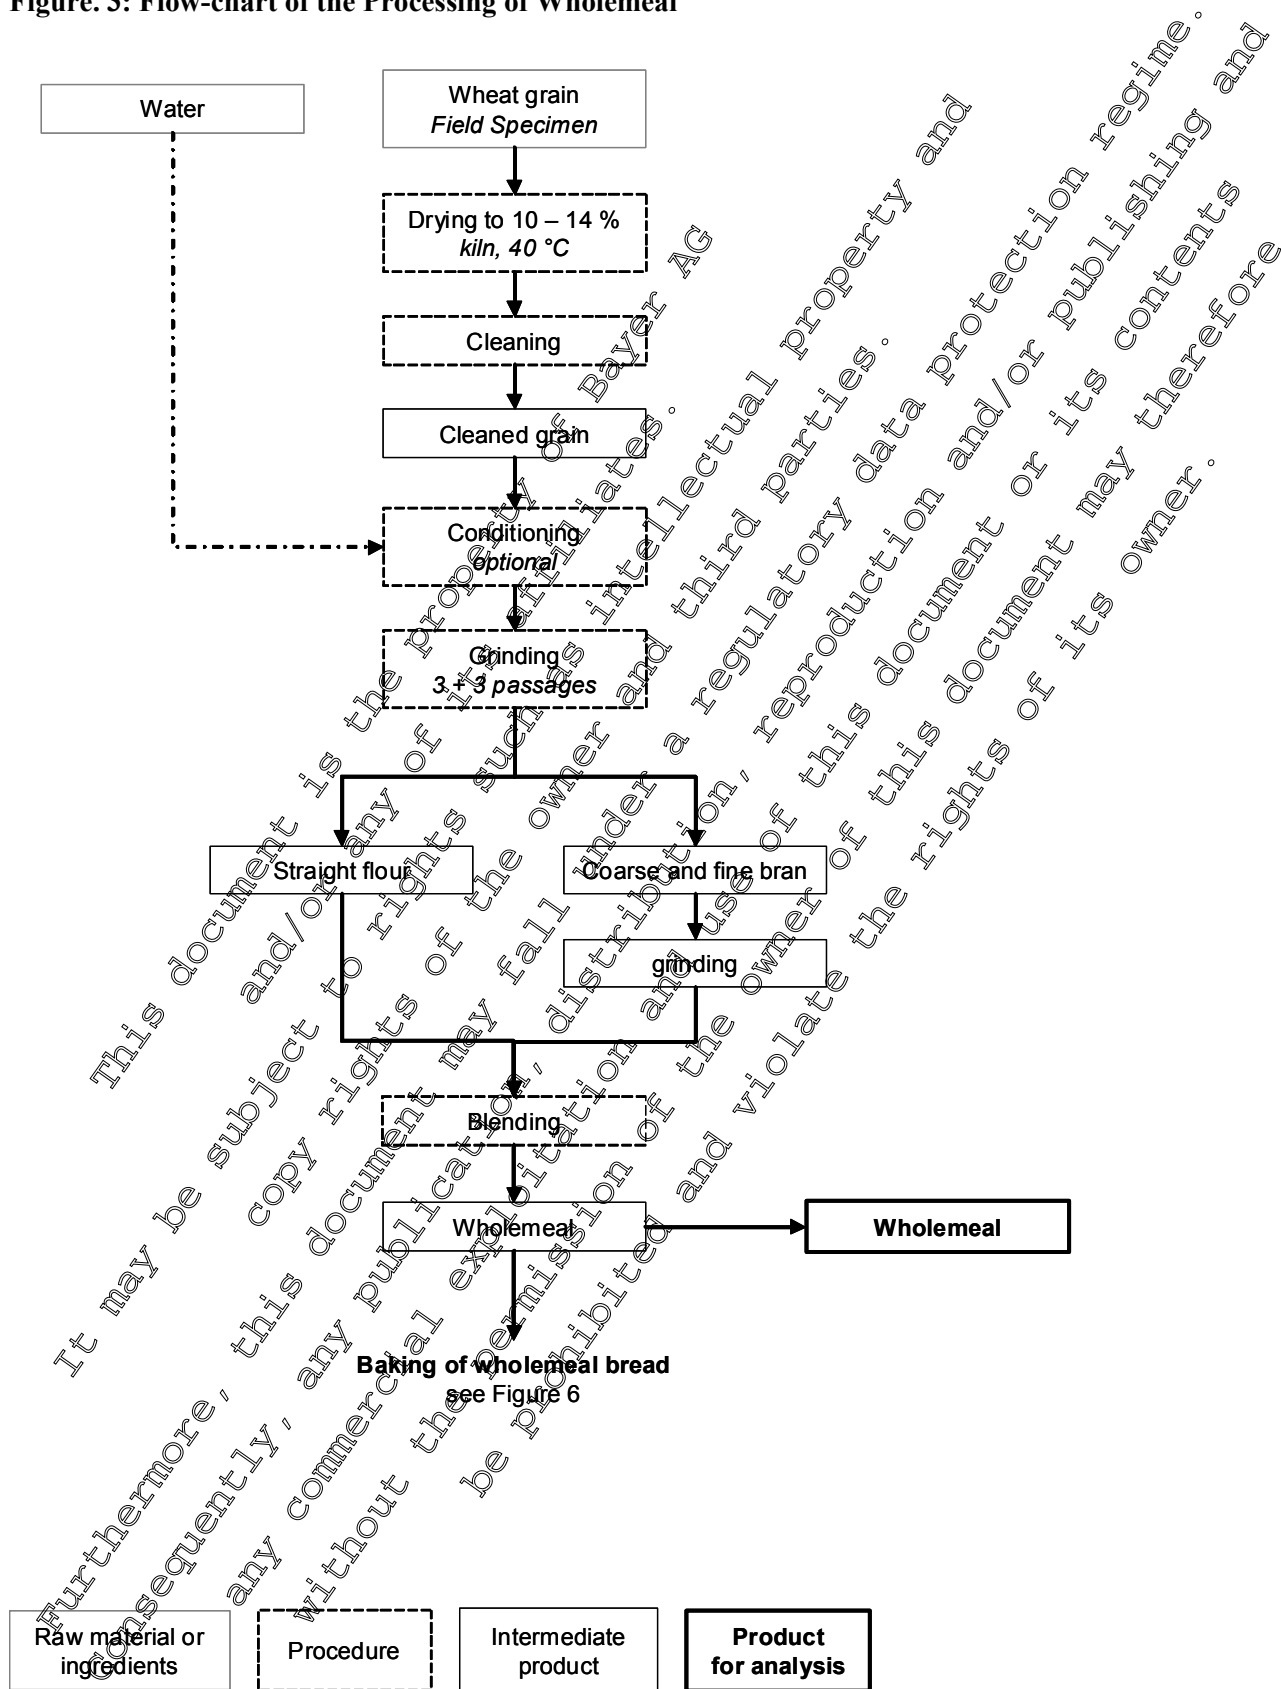 Figure. 5: Flow-chart of the Processing of Wholemeal
Water
Wheat grain
Field Specimen
Drying to 10 – 14 %
kiln, 40 °C
Cleaning
Cleaned grain
Conditioning
optional
Grinding
3 + 3 passages
Straight flour
Coarse and fine bran
grinding
Blending
Wholemeal
Wholemeal
Baking of wholemeal bread
see Figure 6
Raw material or
ingredients
Procedure
Intermediate
product
Product
for analysis
This document is the property of Bayer AG
and/or any of its affiliates.
It may be subject to rights such as intellectual property and
copy rights of the owner and third parties.
Furthermore, this document may fall under a regulatory data protection regime.
Consequently, any publication, distribution, reproduction and/or publishing and
any commercial exploitation and use of this document or its contents
without the permission of the owner of this document may therefore
be prohibited and violate the rights of its owner.